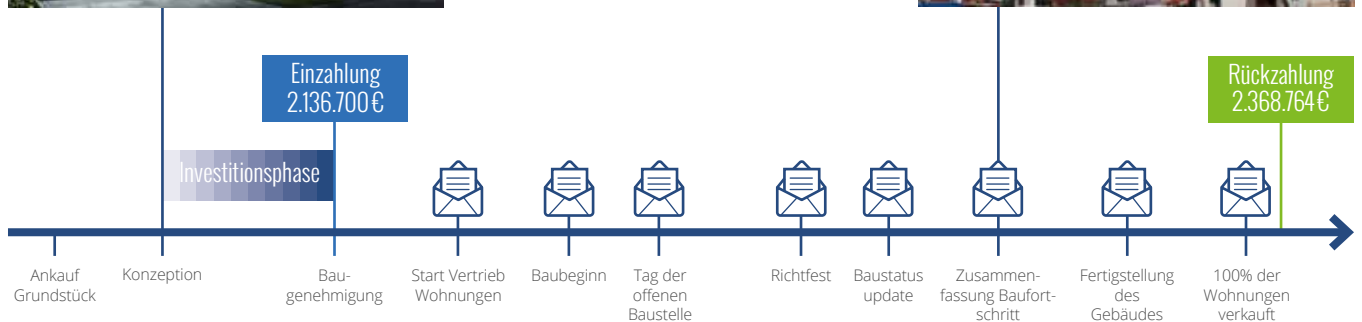 Einzahlung
2.136.700 €
Rückzahlung
2.368.764 €
Investitionsphase
Ankauf
Grundstück
Konzeption
Bau-
genehmigung
Start Vertrieb
Wohnungen
Baubeginn
Tag der
offenen
Baustelle
Richtfest
Baustatus
update
Zusammen-
fassung Baufort-
schritt
Fertigstellung
des
Gebäudes
100% der
Wohnungen
verkauft